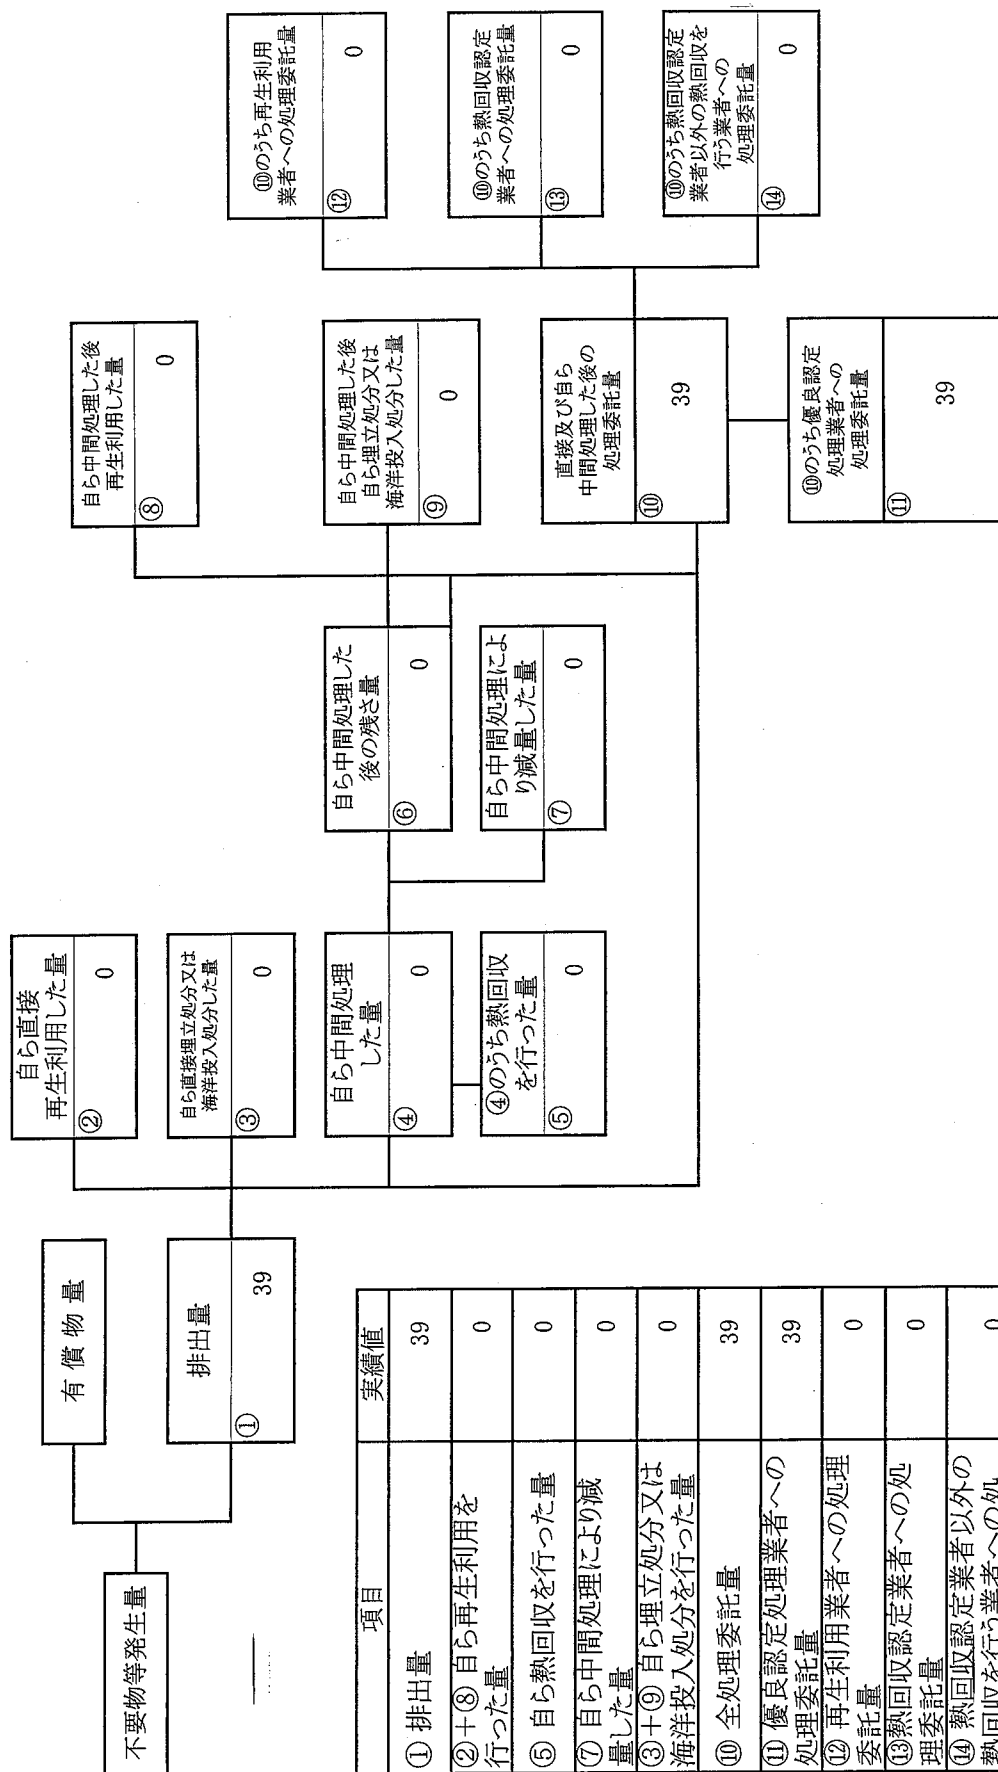 不要物等発生量
有償物量
排出量
① 39
自ら直接
再生利用した量
② 0
自ら直接埋立処分又は
海洋投入処分した量
③ 0
自ら中間処理
した量
④ 0
④のうち熱回収
を行った量
⑤ 0
自ら中間処理した
後の残さ量
⑥ 0
自ら中間処理によ
り減量した量
⑦ 0
自ら中間処理した後
再生利用した量
⑧ 0
自ら中間処理した後
自ら埋立処分又は
海洋投入処分した量
⑨ 0
直接及び自ら
中間処理した後の
処理委託量
⑩ 39
⑩のうち優良認定
処理業者への
処理委託量
⑪ 39
⑩のうち再生利用
業者への処理委託量
⑫ 0
⑩のうち熱回収認定
業者への処理委託量
⑬ 0
⑩のうち熱回収認定
業者以外の熱回収を
行う業者への
処理委託量
⑭ 0
項目 実績値
① 排出量 39
②+⑧ 自ら再生利用を
行った量 0
⑤ 自ら熱回収を行った量 0
⑦ 自ら中間処理により減
量した量 0
③+⑨ 自ら埋立処分又は
海洋投入処分を行った量 0
⑩ 全処理委託量 39
⑪ 優良認定処理業者への
処理委託量 39
⑫ 再生利用業者への処理
委託量 0
⑬熱回収認定業者への処
理委託量 0
⑭ 熱回収認定業者以外の
熱回収を行う業者への処 0